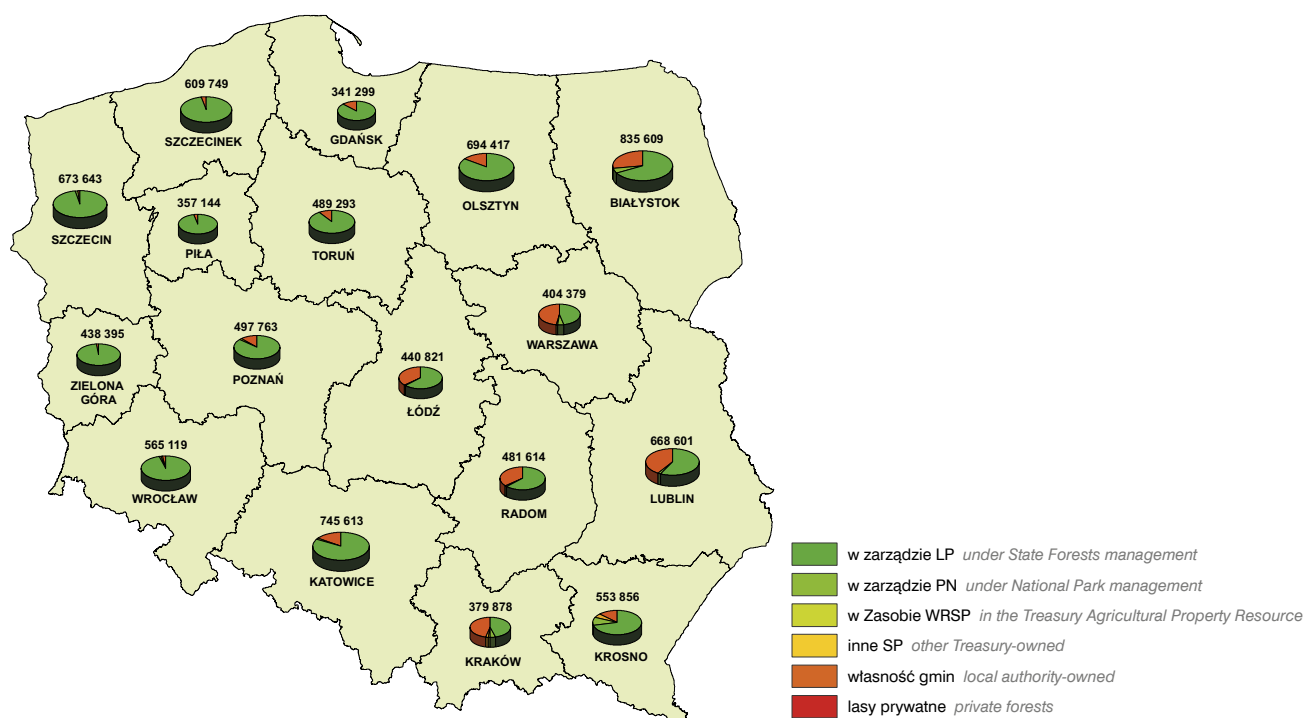 609 749
SZCZECINEK
341 299
GDAŃSK
694 417
OLSZTYN
835 609
BIAŁYSTOK
673 643
SZCZECIN
357 144
PIŁA
489 293
TORUŃ
404 379
WARSZAWA
438 395
ZIELONA
GÓRA
497 763
POZNAŃ
440 821
ŁÓDŹ
565 119
WROCŁAW
481 614
RADOM
668 601
LUBLIN
745 613
KATOWICE
379 878
KRAKÓW
553 856
KROSNO
w zarządzie LP under State Forests management
w zarządzie PN under National Park management
w Zasobie WRSP in the Treasury Agricultural Property Resource
inne SP other Treasury-owned
własność gmin local authority-owned
lasy prywatne private forests